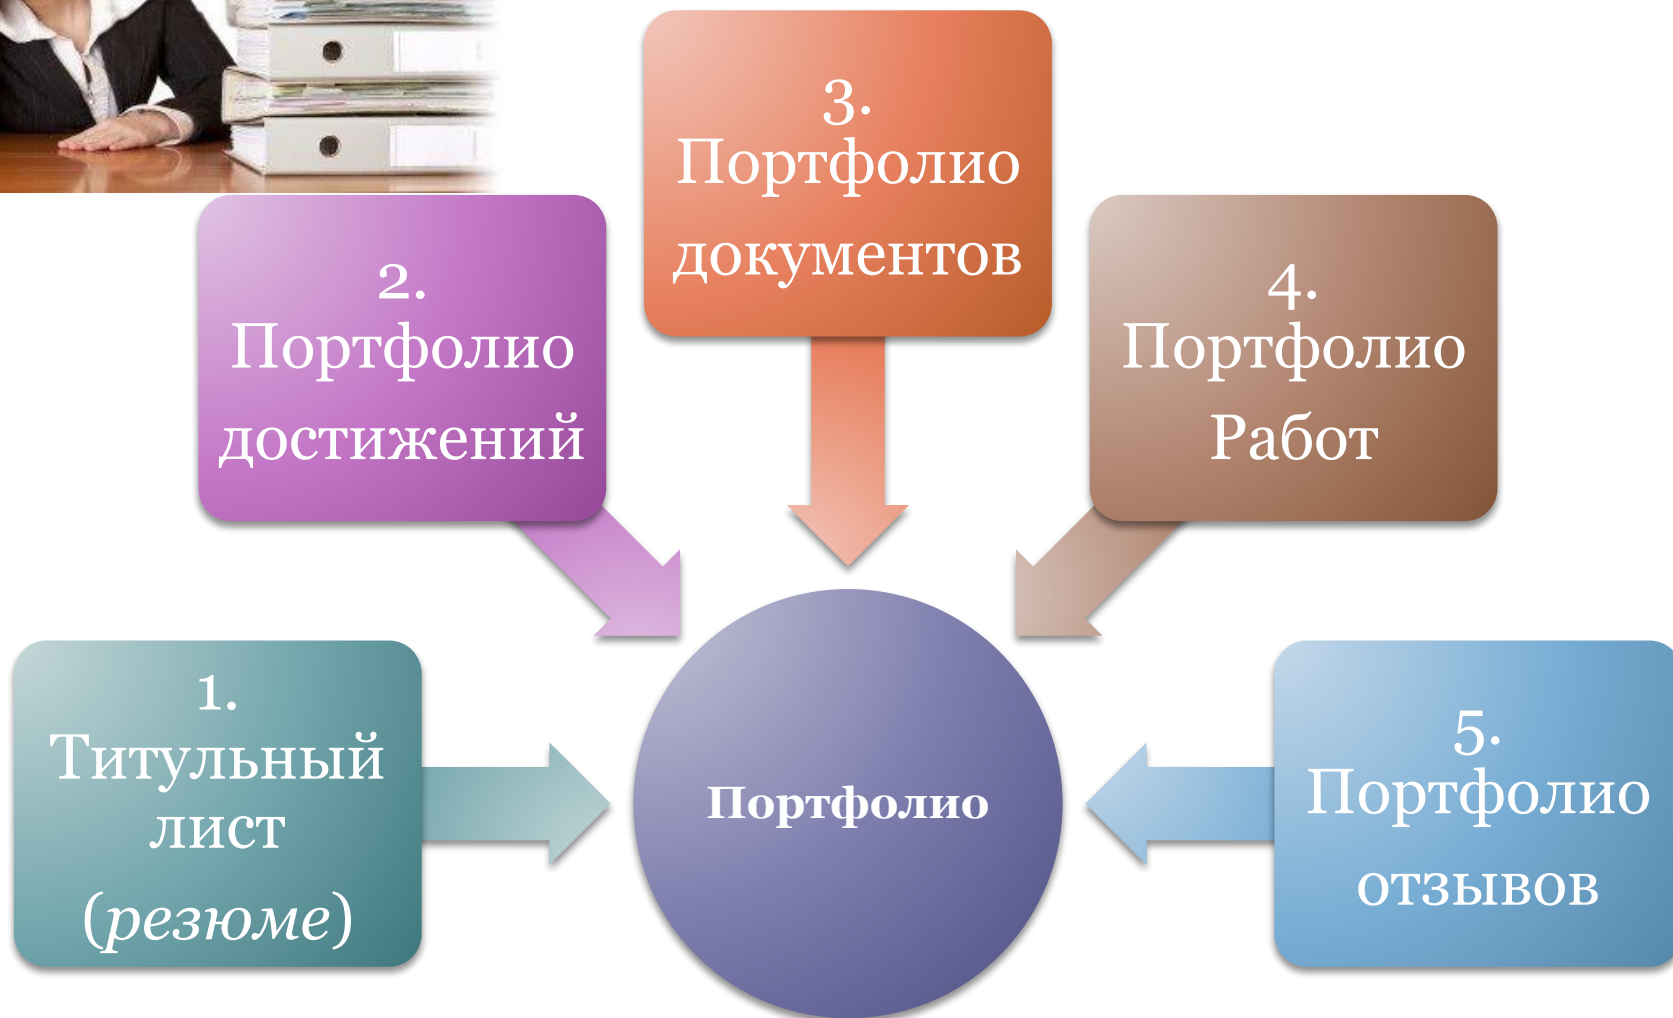 1.
Титульный
лист
(резюме)
2.
Портфолио
достижений
3.
Портфолио
документов
4.
Портфолио
Работ
5.
Портфолио
отзывов
Портфолио